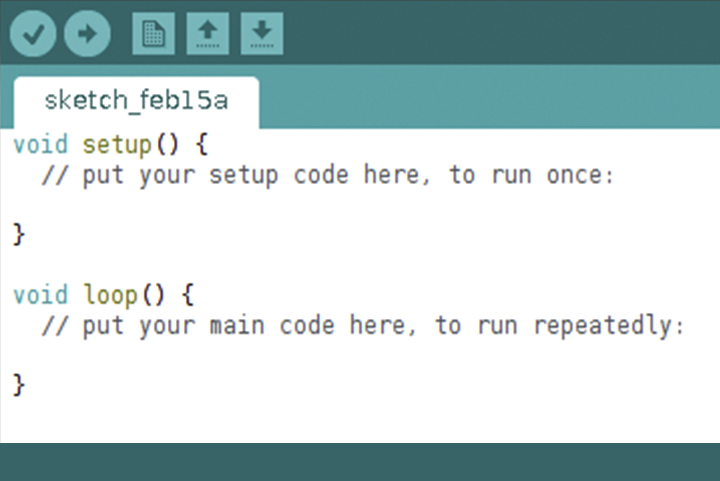 sketch_feb15a
void setup() {
  // put your setup code here, to run once:
}
void loop() {
  // put your main code here, to run repeatedly:
}